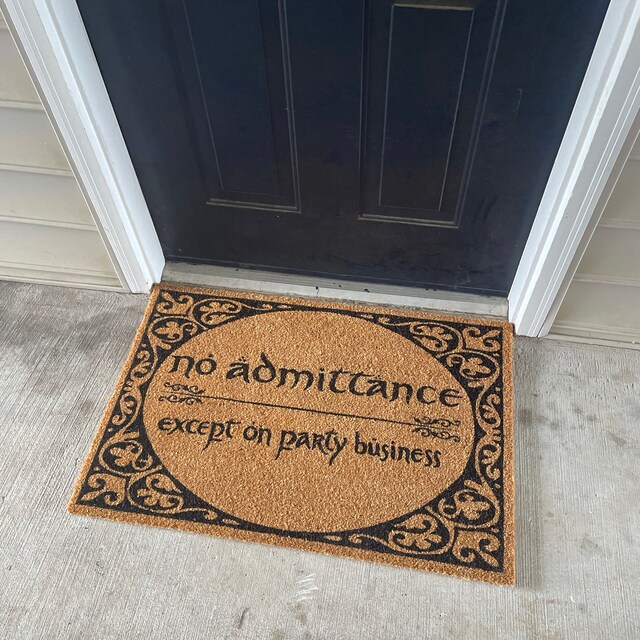 no admittance
except on party business